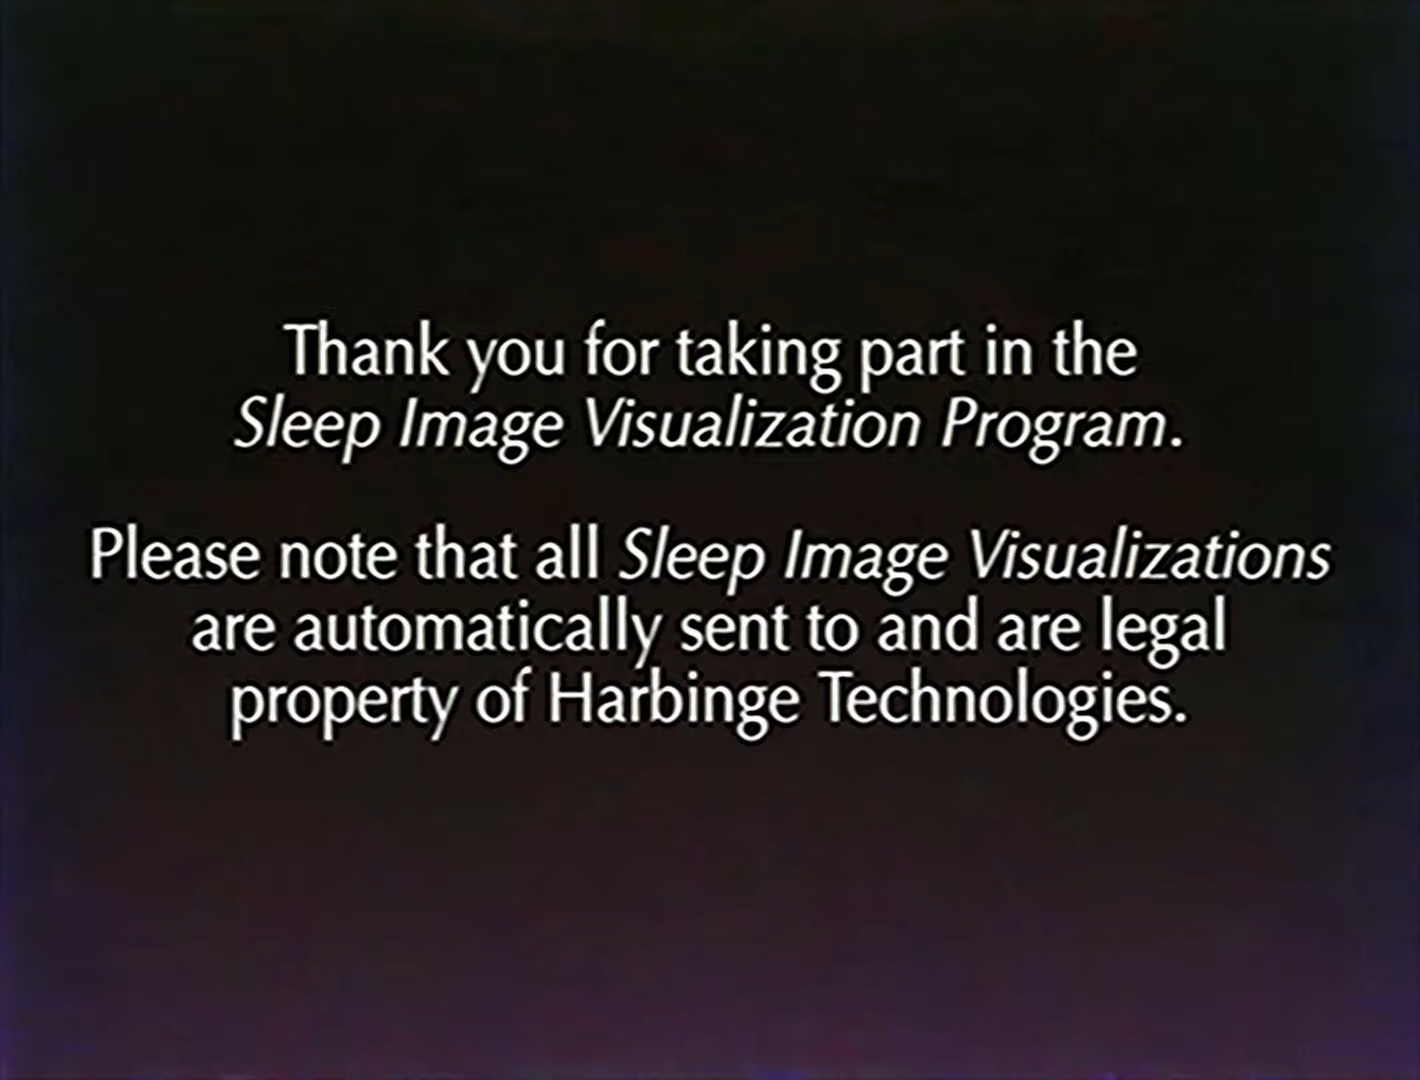 Thank you for taking part in the
Sleep Image Visualization Program.
Please note that all Sleep Image Visualizations
are automatically sent to and are legal
property of Harbinge Technologies.